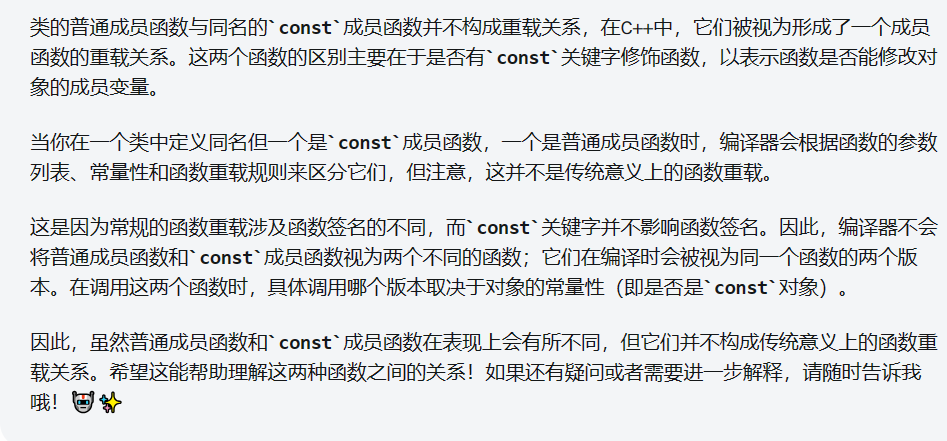 类的普通成员函数与同名的`const`成员函数并不构成重载关系，在C++中，它们被视为形成了一个成员
函数的重载关系。这两个函数的区别主要在于是否有`const`关键字修饰函数，以表示函数是否能修改对
象的成员变量。
当你在一个类中定义同名但一个是`const`成员函数，一个是普通成员函数时，编译器会根据函数的参数
列表、常量性和函数重载规则来区分它们，但注意，这并不是传统意义上的函数重载。
这是因为常规的函数重载涉及函数签名的不同，而`const`关键字并不影响函数签名。因此，编译器不会
将普通成员函数和`const`成员函数视为两个不同的函数；它们在编译时会被视为同一个函数的两个版
本。在调用这两个函数时，具体调用哪个版本取决于对象的常量性（即是否是`const`对象）。
因此，虽然普通成员函数和`const`成员函数在表现上会有所不同，但它们并不构成传统意义上的函数重
载关系。希望这能帮助理解这两种函数之间的关系！如果还有疑问或者需要进一步解释，请随时告诉我
哦！🤖✨